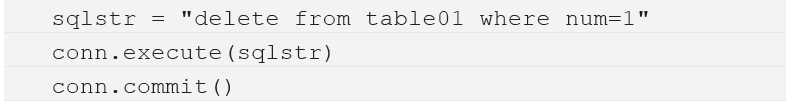 sqlstr = "delete from table01 where num=1"
conn.execute(sqlstr)
conn.commit()